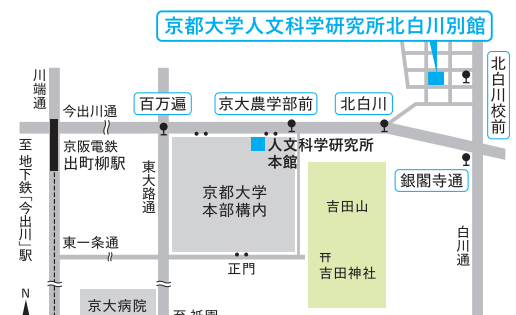 京都大学人文科学研究所北白川別館
川端通
今出川通
百万遍
京大農学部前
北白川
北白川校前
至 地下鉄「今出川」駅
京阪電鉄
出町柳駅
東大路通
人文科学研究所
本館
京都大学
本部構内
吉田山
銀閣寺通
白川通
東一条通
正門
吉田神社
N
京大病院
至 祇園